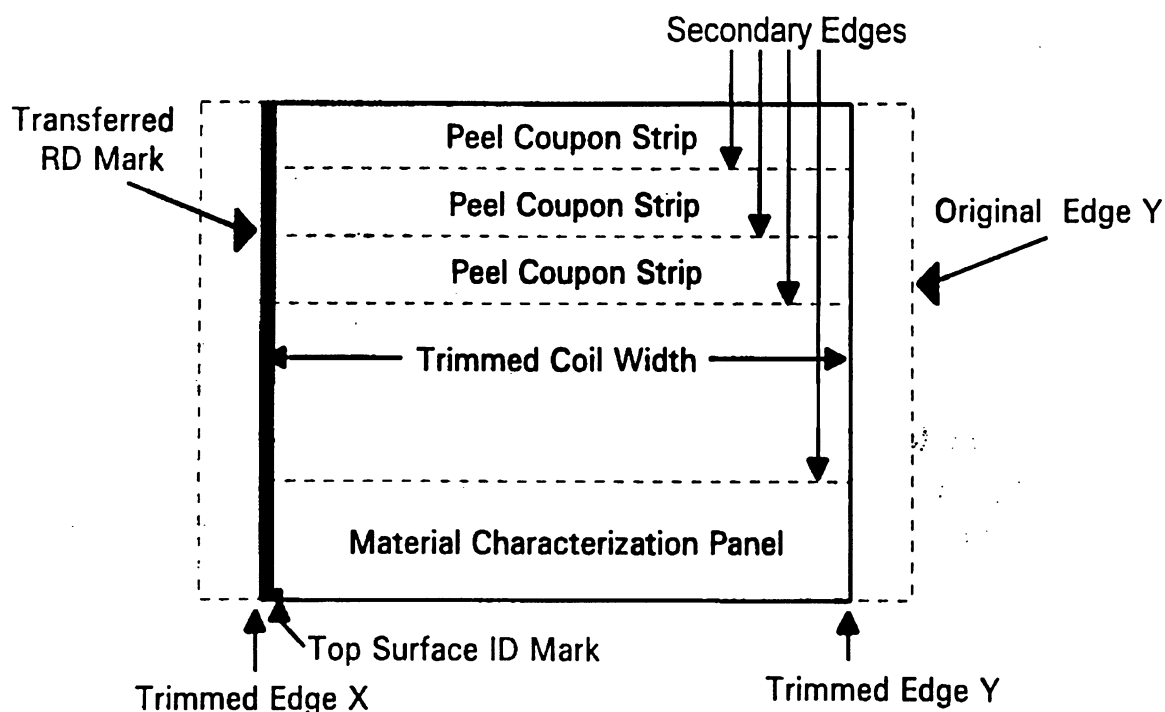 Secondary Edges
Transferred
RD Mark
Peel Coupon Strip
Peel Coupon Strip
Original Edge Y
Peel Coupon Strip
Trimmed Coil Width
Material Characterization Panel
Top Surface ID Mark
Trimmed Edge X
Trimmed Edge Y